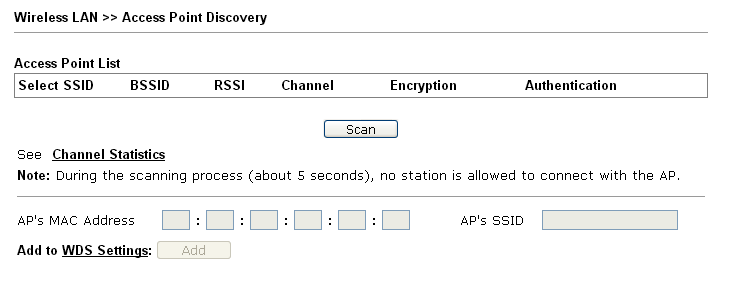 Wireless LAN >> Access Point Discovery
Access Point List
Select SSID BSSID RSSI Channel Encryption Authentication
Scan
See Channel Statistics
Note: During the scanning process (about 5 seconds), no station is allowed to connect with the AP.
AP's MAC Address : : : : : AP's SSID
Add to WDS Settings: Add